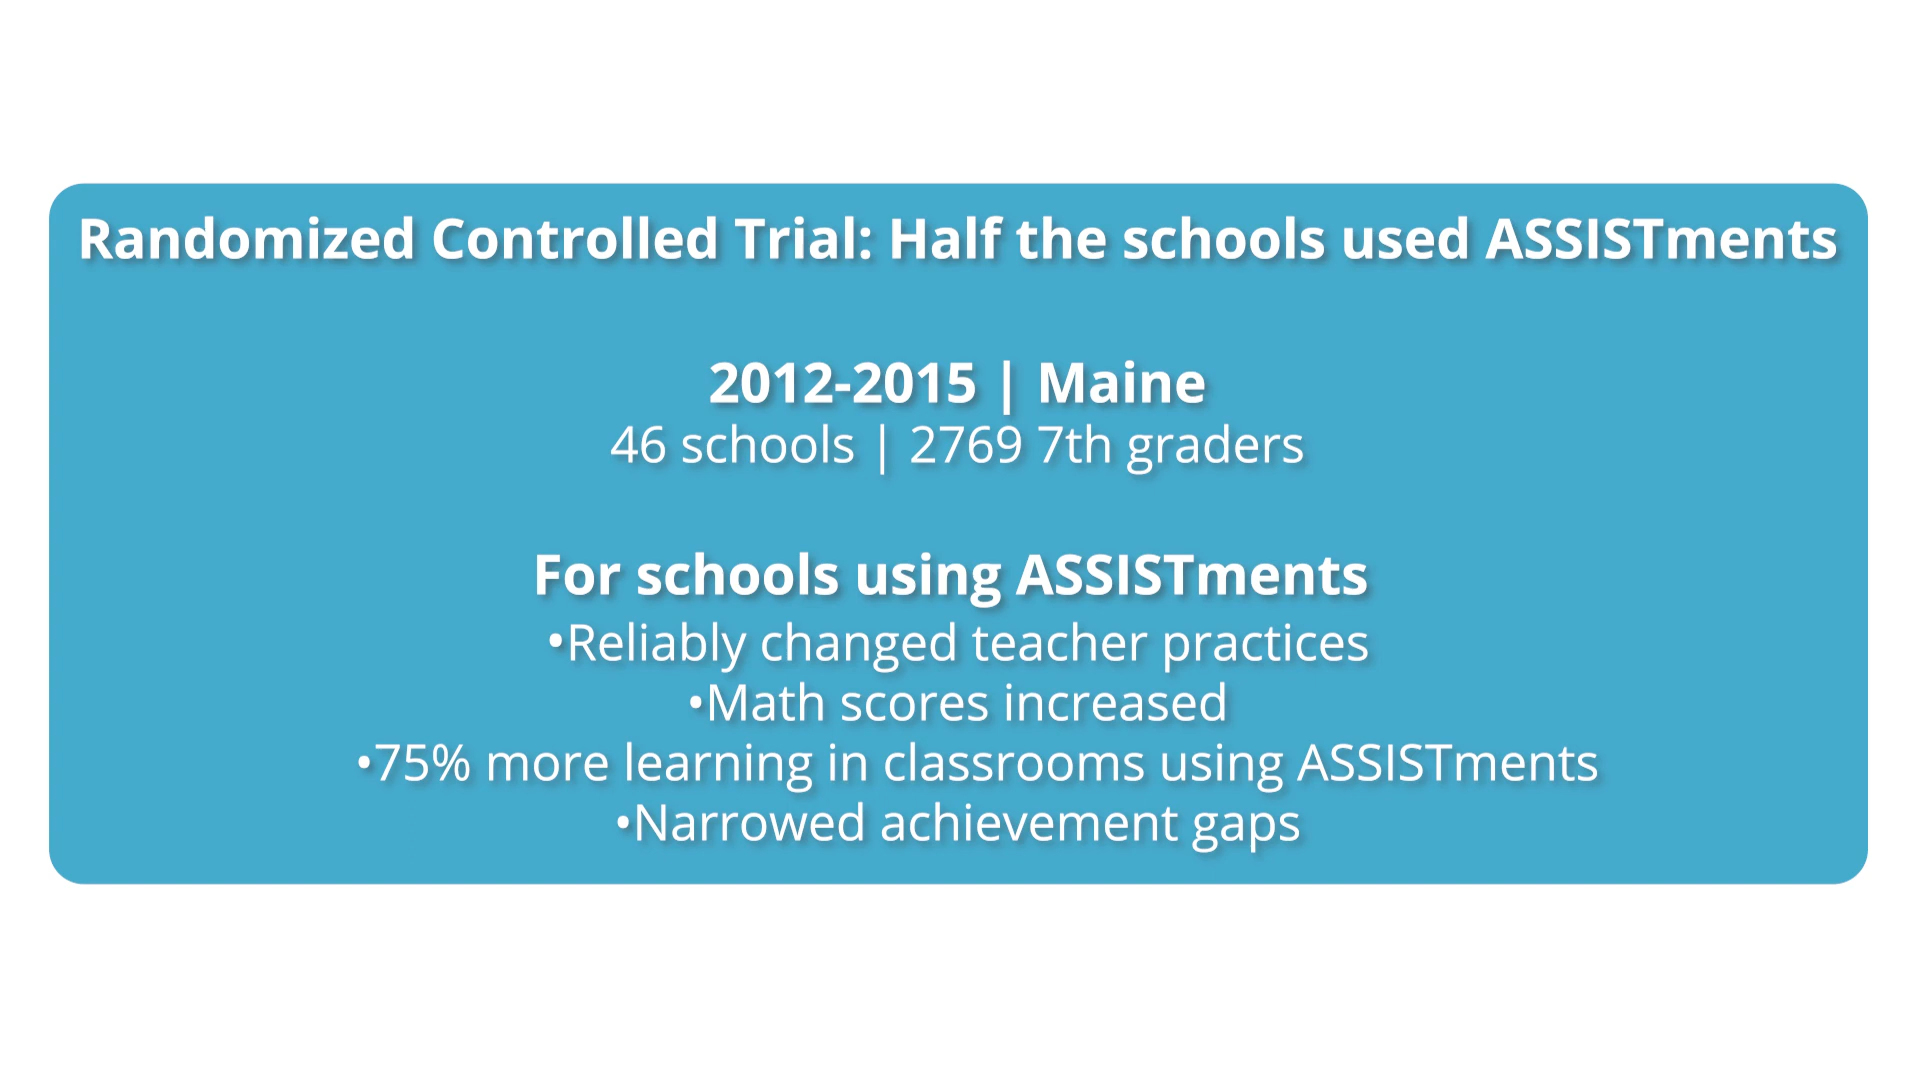 Randomized Controlled Trial: Half the schools used ASSISTments
2012-2015 | Maine
46 schools | 2769 7th graders
For schools using ASSISTments
•Reliably changed teacher practices
•Math scores increased
•75% more learning in classrooms using ASSISTments
•Narrowed achievement gaps